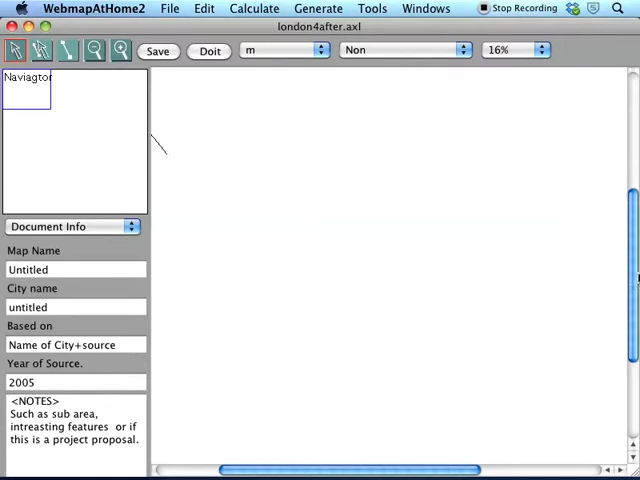 WebmapAtHome2 File Edit Calculate Generate Tools Windows Stop Recording
london4after.axl
Save Doit m Non 16%
Naviagtor
Document Info
Map Name
Untitled
City name
untitled
Based on
Name of City+source
Year of Source.
2005
<NOTES>
Such as sub area,
intreasting features or if
this is a project proposal.